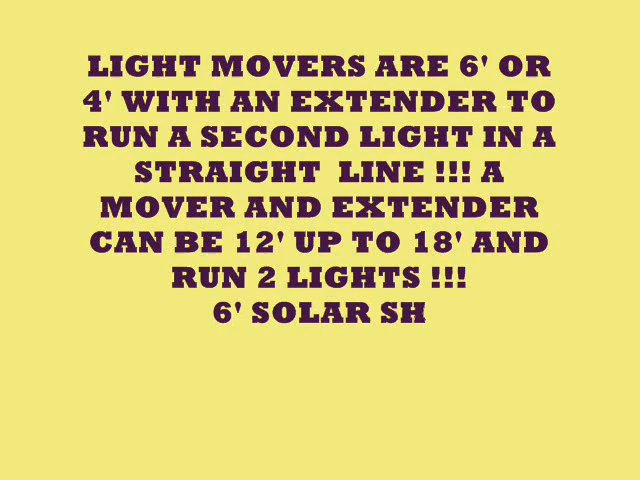 LIGHT MOVERS ARE 6' OR
4' WITH AN EXTENDER TO
RUN A SECOND LIGHT IN A
STRAIGHT  LINE !!! A
MOVER AND EXTENDER
CAN BE 12' UP TO 18' AND
RUN 2 LIGHTS !!!
6' SOLAR SH